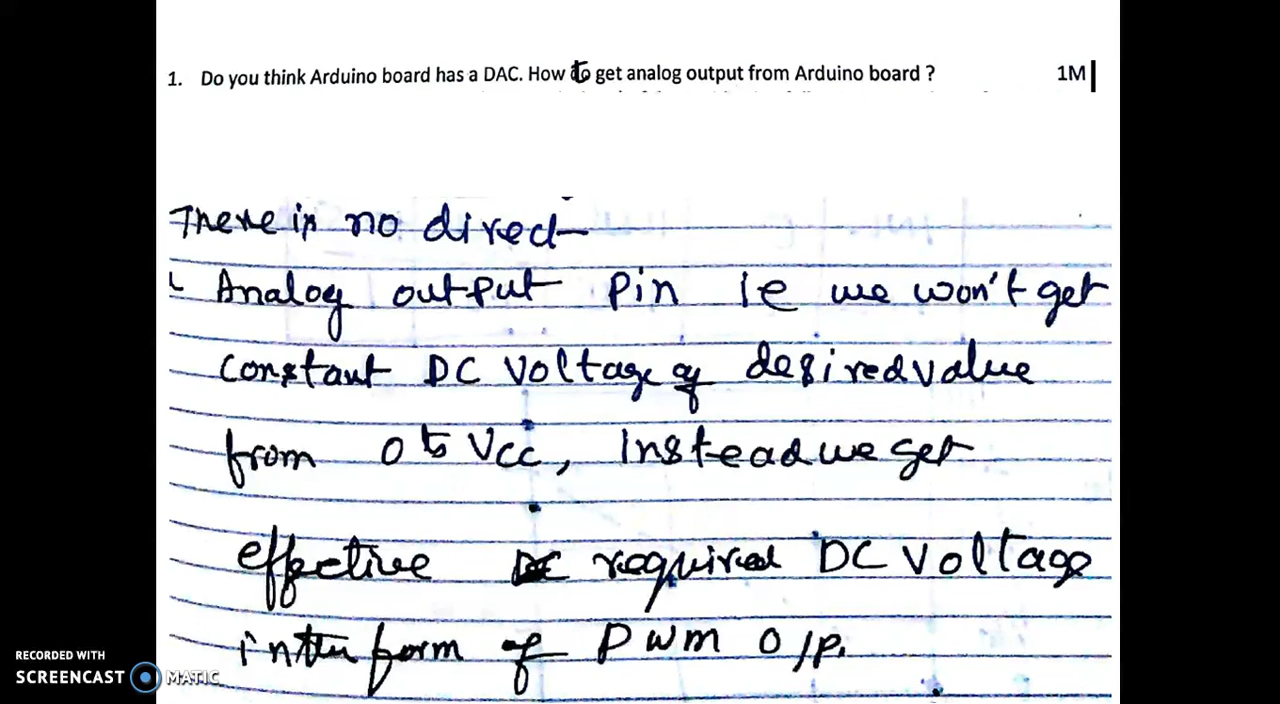 1. Do you think Arduino board has a DAC. How to get analog output from Arduino board ? 1M
There is no direct
Analog output pin ie we won't get
constant DC voltage of desired value
from 0 to Vcc, Instead we get
effective required DC voltage
in the form of PWM O/P.
RECORDED WITH
SCREENCAST MATIC